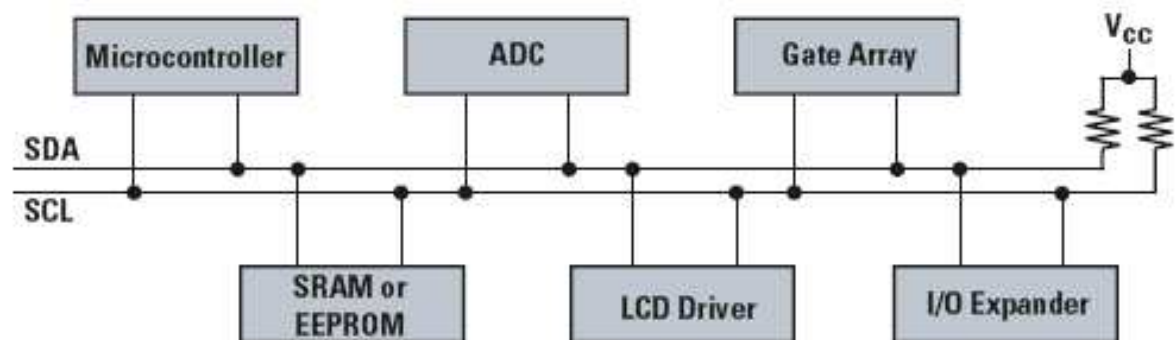 Microcontroller
ADC
Gate Array
VCC
SDA
SCL
SRAM or
EEPROM
LCD Driver
I/O Expander